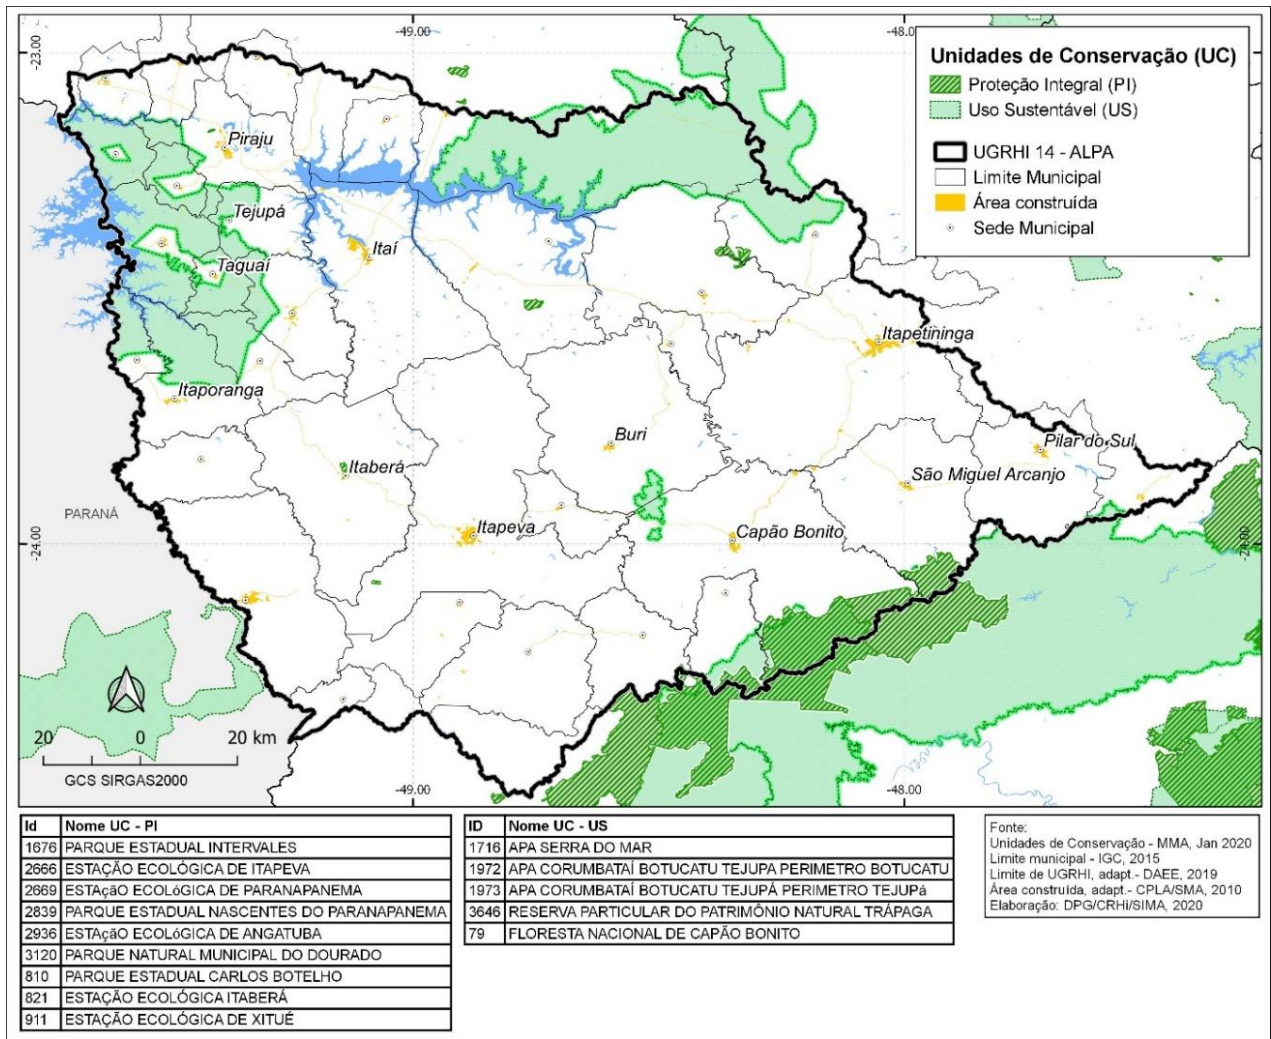 -49.00
-48.00
-23.00
Unidades de Conservação (UC)
Proteção Integral (PI)
Uso Sustentável (US)
UGRHI 14 - ALPA
Limite Municipal
Área construída
Sede Municipal
Piraju
Tejupá
Itaí
Taguaí
Itapetininga
Itaporanga
Buri
Pilar do Sul
Itaberá
São Miguel Arcanjo
PARANÁ
Itapeva
Capão Bonito
-24.00
-24.00
20 0 20 km
GCS SIRGAS2000
-49.00
-48.00
Id Nome UC - PI
1676 PARQUE ESTADUAL INTERVALES
2666 ESTAÇÃO ECOLÓGICA DE ITAPEVA
2669 ESTAçãO ECOLóGICA DE PARANAPANEMA
2839 PARQUE ESTADUAL NASCENTES DO PARANAPANEMA
2936 ESTAçãO ECOLóGICA DE ANGATUBA
3120 PARQUE NATURAL MUNICIPAL DO DOURADO
810 PARQUE ESTADUAL CARLOS BOTELHO
821 ESTAÇÃO ECOLÓGICA ITABERÁ
911 ESTAÇÃO ECOLÓGICA DE XITUÉ
ID Nome UC - US
1716 APA SERRA DO MAR
1972 APA CORUMBATAÍ BOTUCATU TEJUPA PERIMETRO BOTUCATU
1973 APA CORUMBATAÍ BOTUCATU TEJUPÁ PERIMETRO TEJUPá
3646 RESERVA PARTICULAR DO PATRIMÔNIO NATURAL TRÁPAGA
79 FLORESTA NACIONAL DE CAPÃO BONITO
Fonte:
Unidades de Conservação - MMA, Jan 2020
Limite municipal - IGC, 2015
Limite de UGRHI, adapt.- DAEE, 2019
Área construída, adapt.- CPLA/SMA, 2010
Elaboração: DPG/CRHi/SIMA, 2020